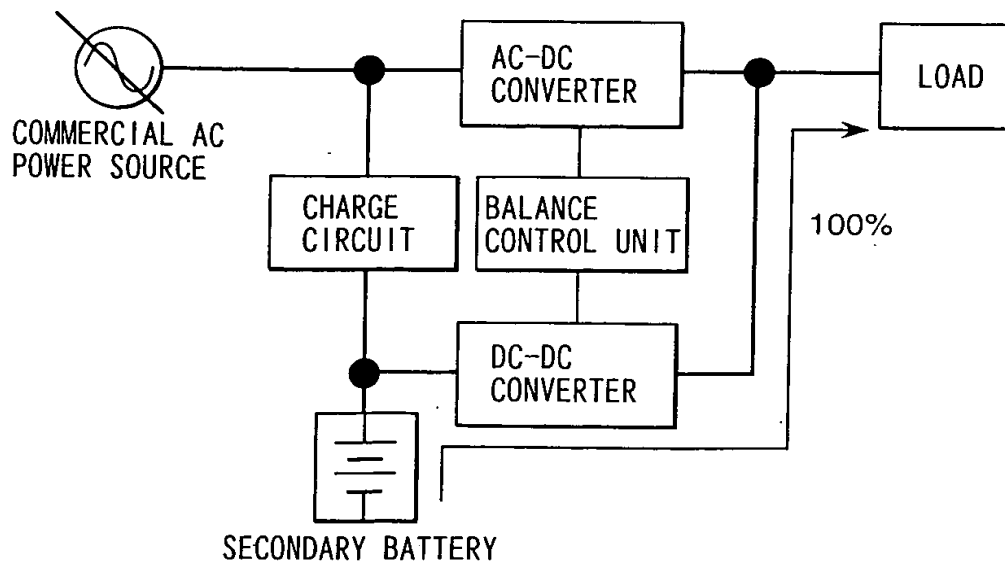 AC-DC
CONVERTER
LOAD
COMMERCIAL AC
POWER SOURCE
CHARGE
CIRCUIT
BALANCE
CONTROL UNIT
100%
DC-DC
CONVERTER
SECONDARY BATTERY